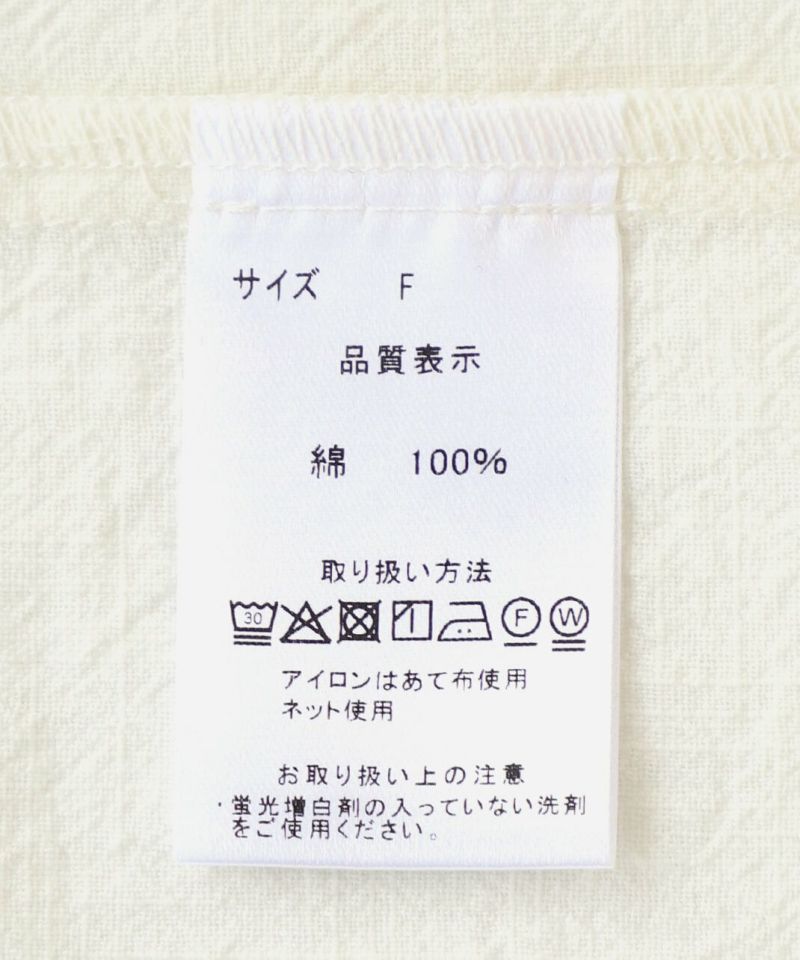 サイズ F
品質表示
綿 100%
取り扱い方法
30 F W
アイロンはあて布使用
ネット使用
お取り扱い上の注意
・蛍光増白剤の入っていない洗剤
をご使用ください。